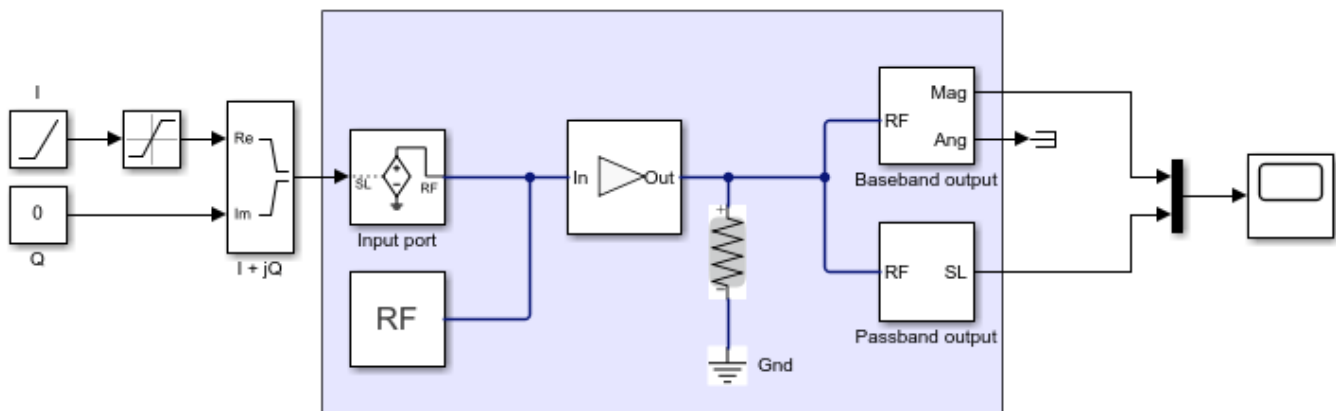 I
Q
0
Re
Im
I + jQ
SL
RF
Input port
RF
In
Out
+
−
Gnd
RF
Mag
Ang
Baseband output
RF
SL
Passband output